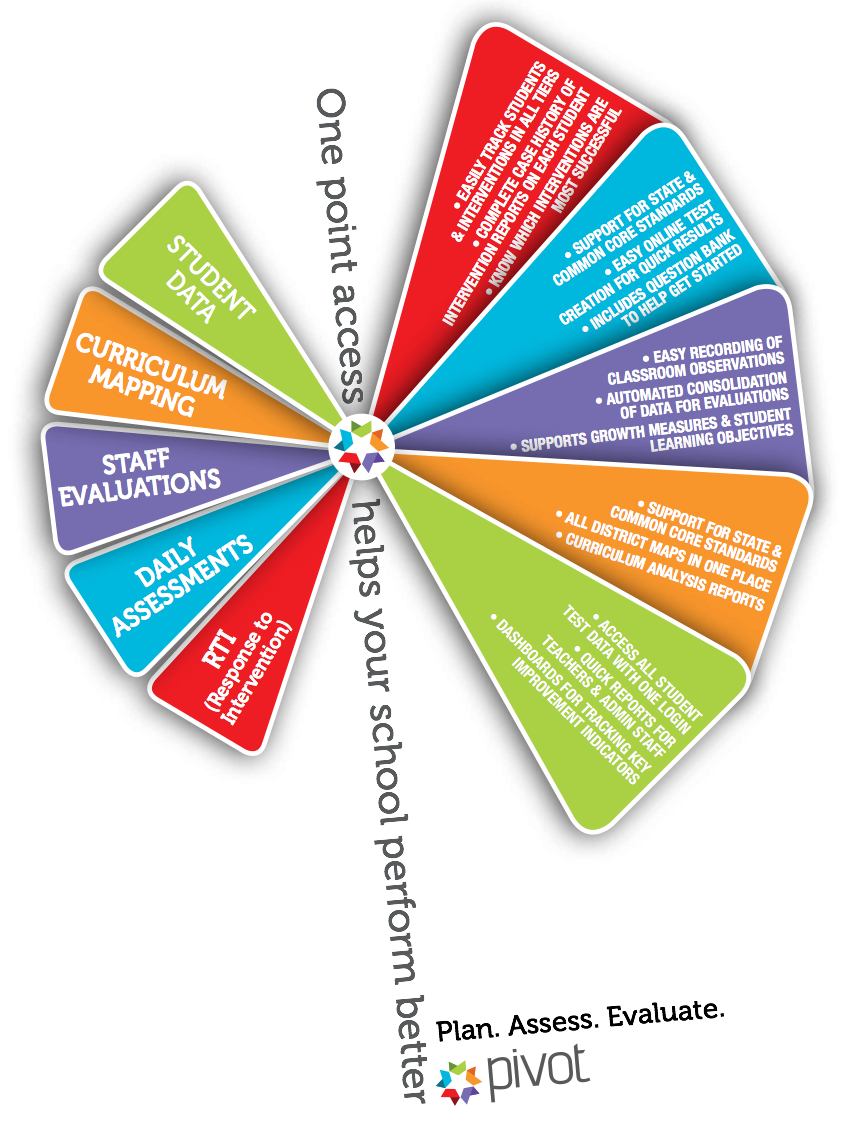 One point access
helps your school perform better
STUDENT
DATA
CURRICULUM
MAPPING
STAFF
EVALUATIONS
DAILY
ASSESSMENTS
RTI
(Response to
Intervention)
• EASILY TRACK STUDENTS
& INTERVENTIONS IN ALL TIERS
• COMPLETE CASE HISTORY OF
INTERVENTION REPORTS ON EACH STUDENT
• KNOW WHICH INTERVENTIONS ARE
MOST SUCCESSFUL
• SUPPORT FOR STATE &
COMMON CORE STANDARDS
• EASY ONLINE TEST
CREATION FOR QUICK RESULTS
• INCLUDES QUESTION BANK
TO HELP GET STARTED
• EASY RECORDING OF
CLASSROOM OBSERVATIONS
• AUTOMATED CONSOLIDATION
OF DATA FOR EVALUATIONS
• SUPPORTS GROWTH MEASURES & STUDENT
LEARNING OBJECTIVES
• SUPPORT FOR STATE &
COMMON CORE STANDARDS
• ALL DISTRICT MAPS IN ONE PLACE
• CURRICULUM ANALYSIS REPORTS
• ACCESS ALL STUDENT
TEST DATA WITH ONE LOGIN
• QUICK REPORTS FOR
TEACHERS & ADMIN STAFF
• DASHBOARDS FOR TRACKING KEY
IMPROVEMENT INDICATORS
Plan. Assess. Evaluate.
pivot